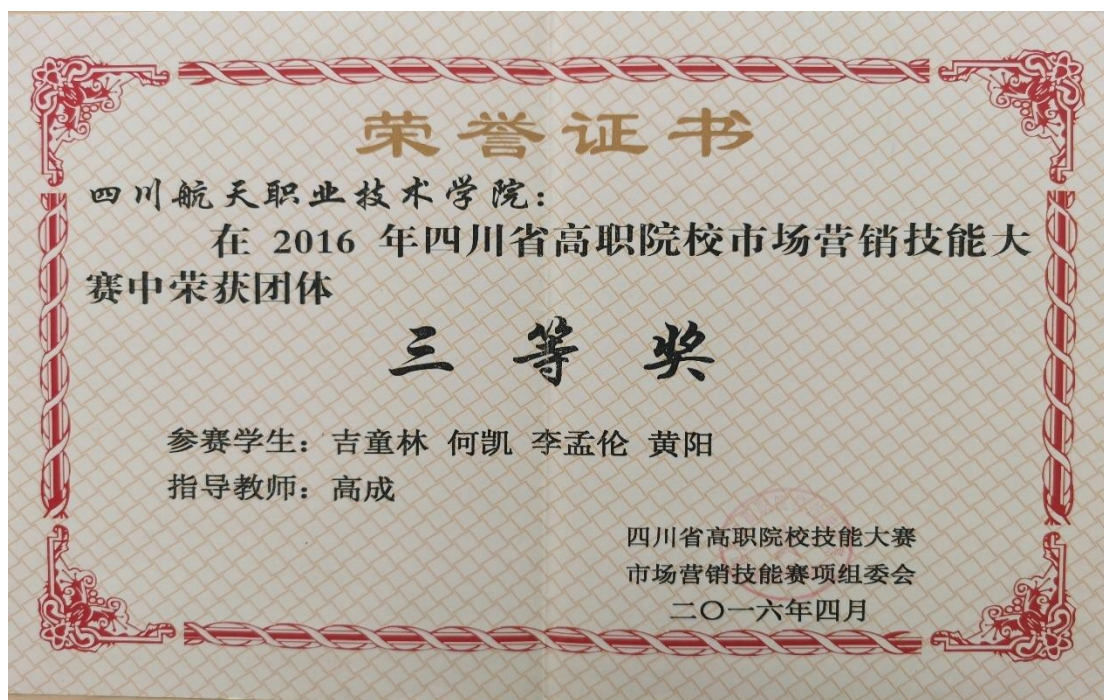 荣誉证书
四川航天职业技术学院：
在 2016 年四川省高职院校市场营销技能大
赛中荣获团体
三等奖
参赛学生：吉童林 何凯 李孟伦 黄阳
指导教师：高成
四川省高职院校技能大赛
市场营销技能赛项组委会
二〇一六年四月